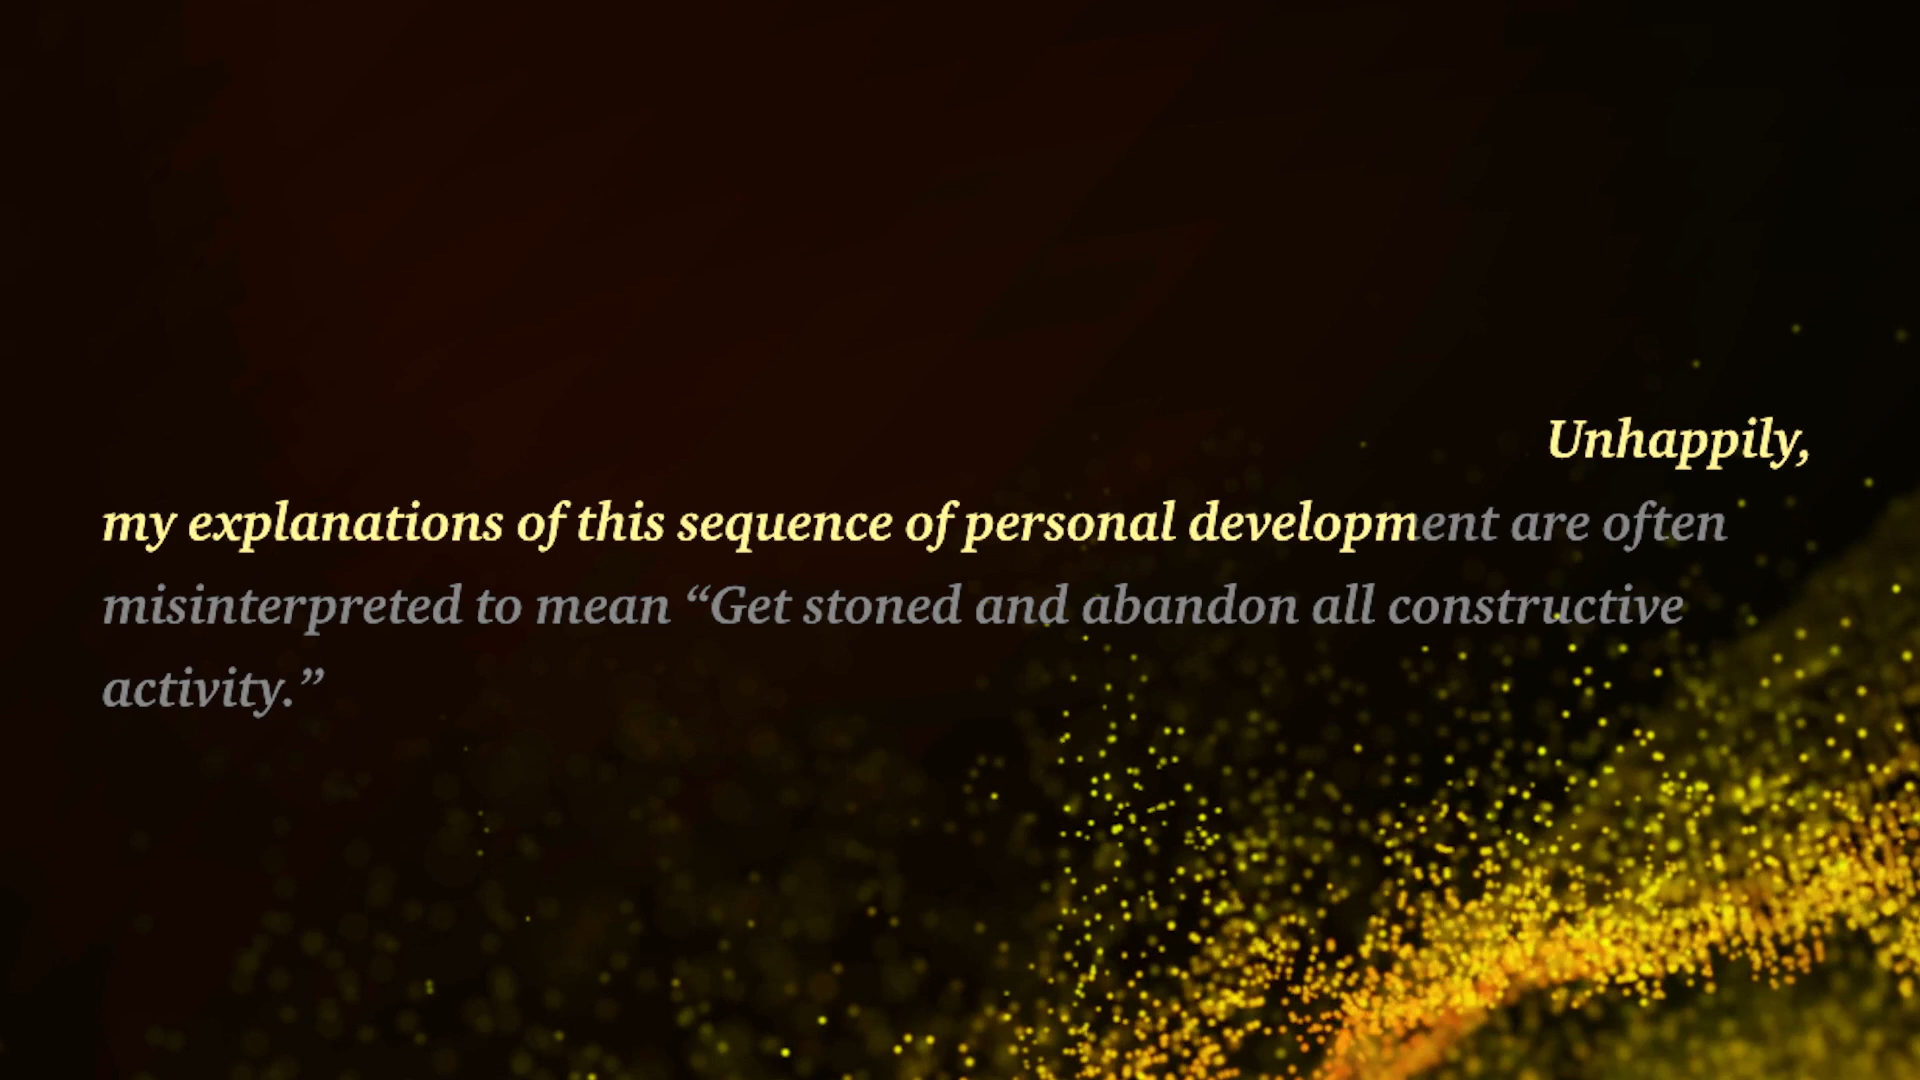 Unhappily,
my explanations of this sequence of personal development are often
misinterpreted to mean “Get stoned and abandon all constructive
activity.”